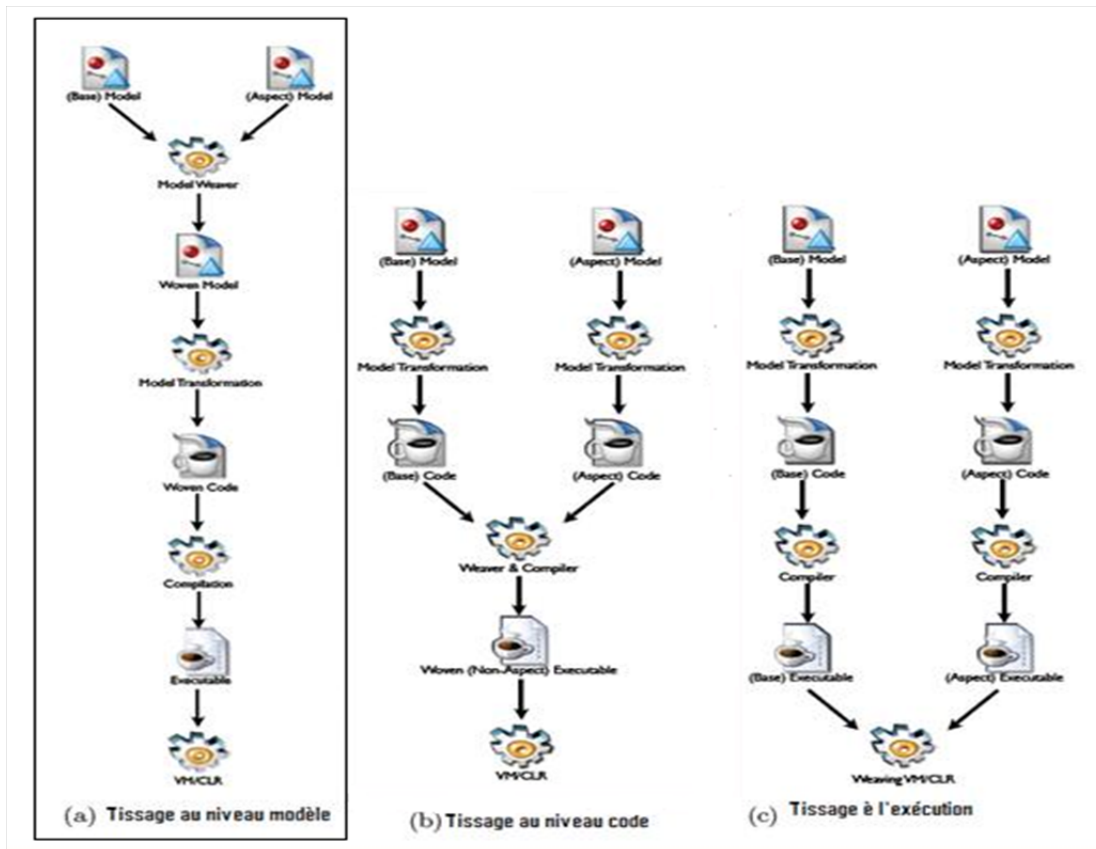 (Base) Model
(Aspect) Model
Model Weaver
Woven Model
Model Transformation
Woven Code
Compilation
Executable
VM/CLR
(a) Tissage au niveau modèle
(Base) Model
(Aspect) Model
Model Transformation
Model Transformation
(Base) Code
(Aspect) Code
Weaver & Compiler
Woven (Non-Aspect) Executable
VM/CLR
(b) Tissage au niveau code
(Base) Model
(Aspect) Model
Model Transformation
Model Transformation
(Base) Code
(Aspect) Code
Compiler
Compiler
(Base) Executable
(Aspect) Executable
Weaving VM/CLR
(c) Tissage è l'exécution